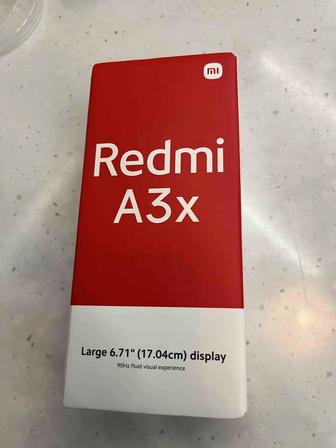 mi
Redmi
A3x
Large 6.71" (17.04cm) display
90Hz fluid visual experience